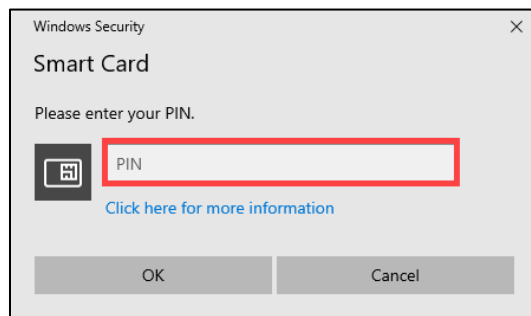 Windows Security
Smart Card
Please enter your PIN.
PIN
Click here for more information
OK Cancel